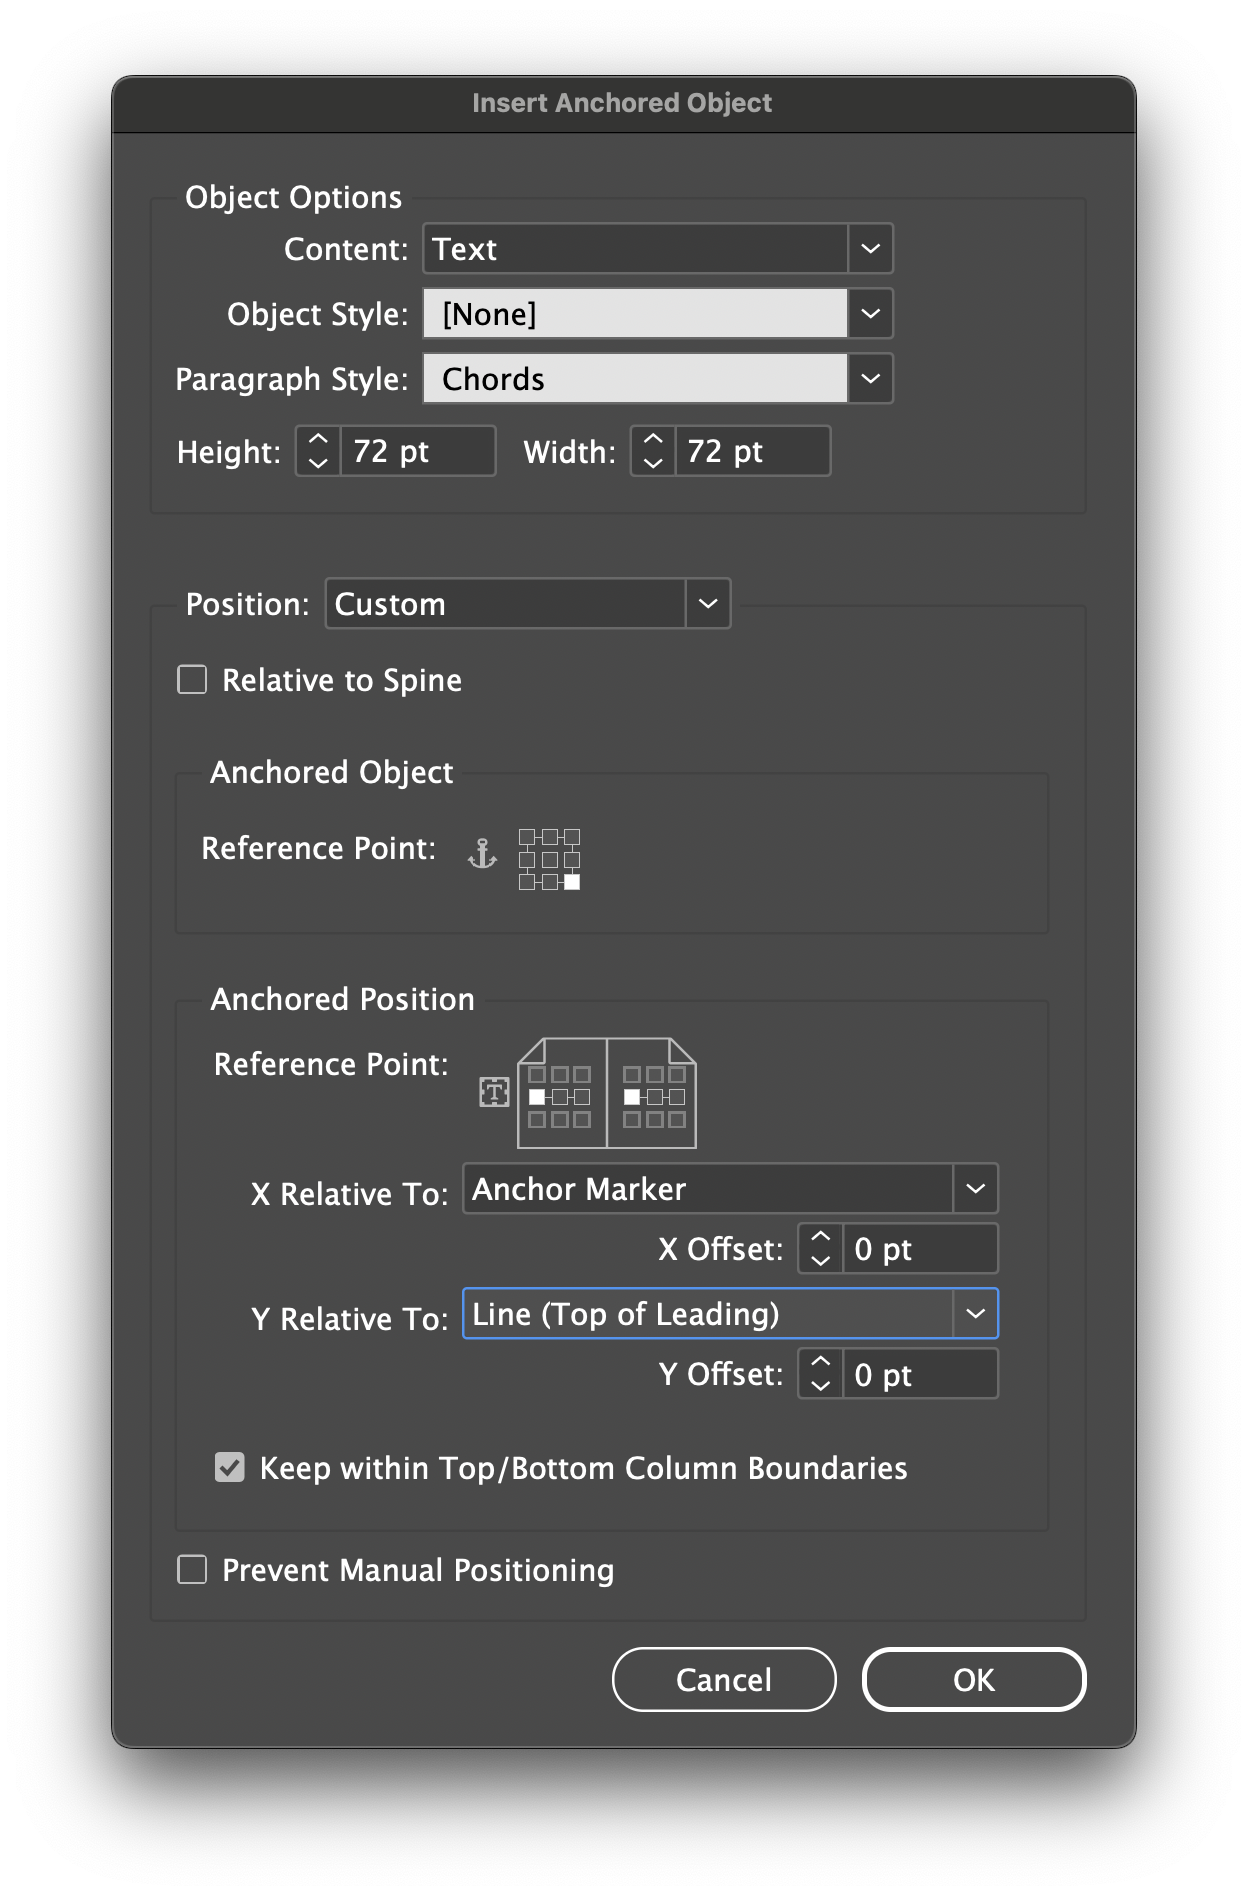 Insert Anchored Object
Object Options
Content: Text
Object Style: [None]
Paragraph Style: Chords
Height: 72 pt Width: 72 pt
Position: Custom
Relative to Spine
Anchored Object
Reference Point:
Anchored Position
Reference Point:
T
X Relative To: Anchor Marker
X Offset: 0 pt
Y Relative To: Line (Top of Leading)
Y Offset: 0 pt
Keep within Top/Bottom Column Boundaries
Prevent Manual Positioning
Cancel OK